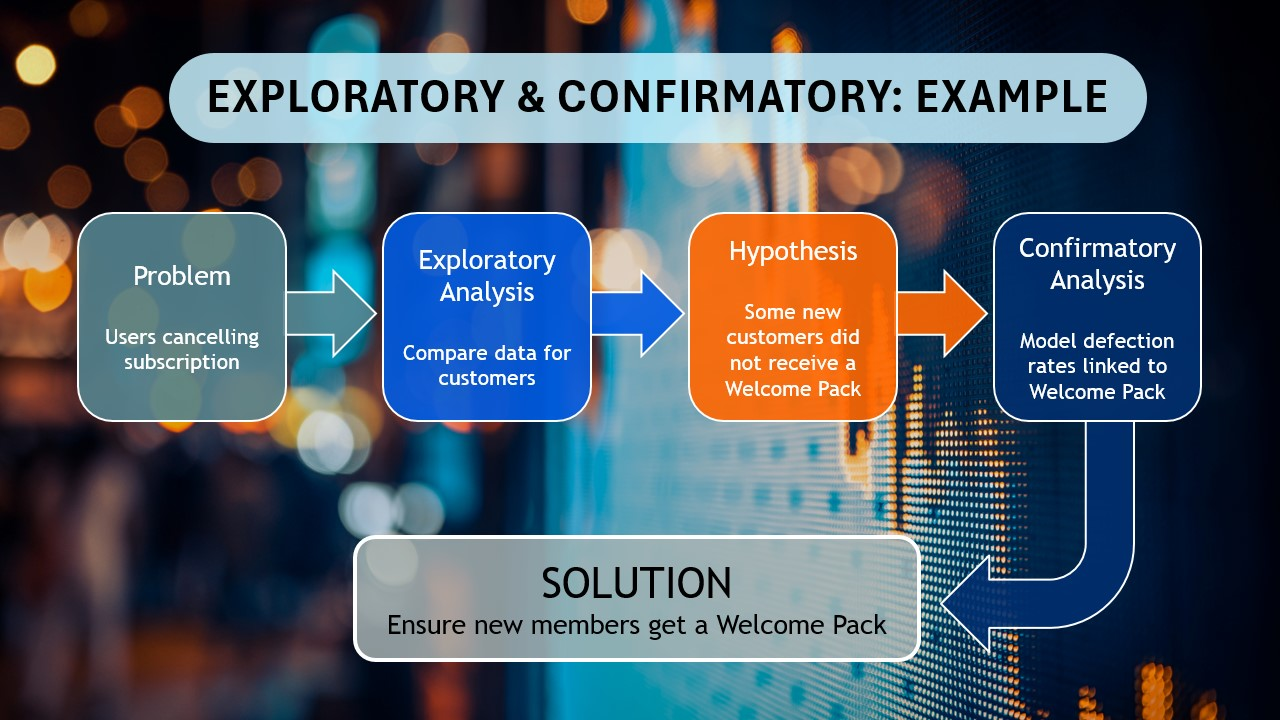 EXPLORATORY & CONFIRMATORY: EXAMPLE
Problem
Users cancelling
subscription
Exploratory
Analysis
Compare data for
customers
Hypothesis
Some new
customers did
not receive a
Welcome Pack
Confirmatory
Analysis
Model defection
rates linked to
Welcome Pack
SOLUTION
Ensure new members get a Welcome Pack